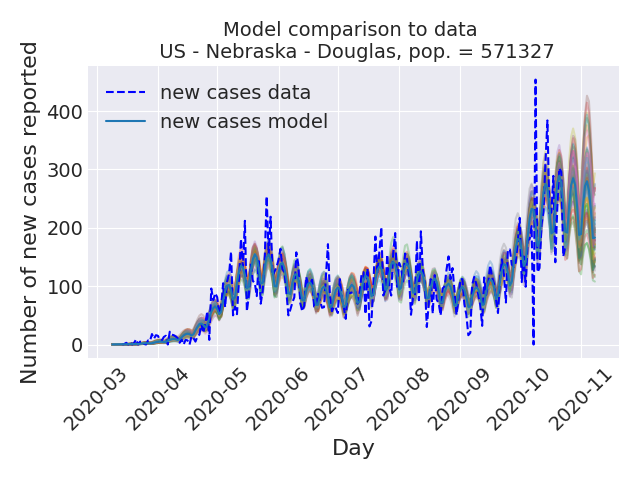 Model comparison to data
US - Nebraska - Douglas, pop. = 571327
new cases data
new cases model
Number of new cases reported
400
300
200
100
0
2020-03
2020-04
2020-05
2020-06
2020-07
2020-08
2020-09
2020-10
2020-11
Day